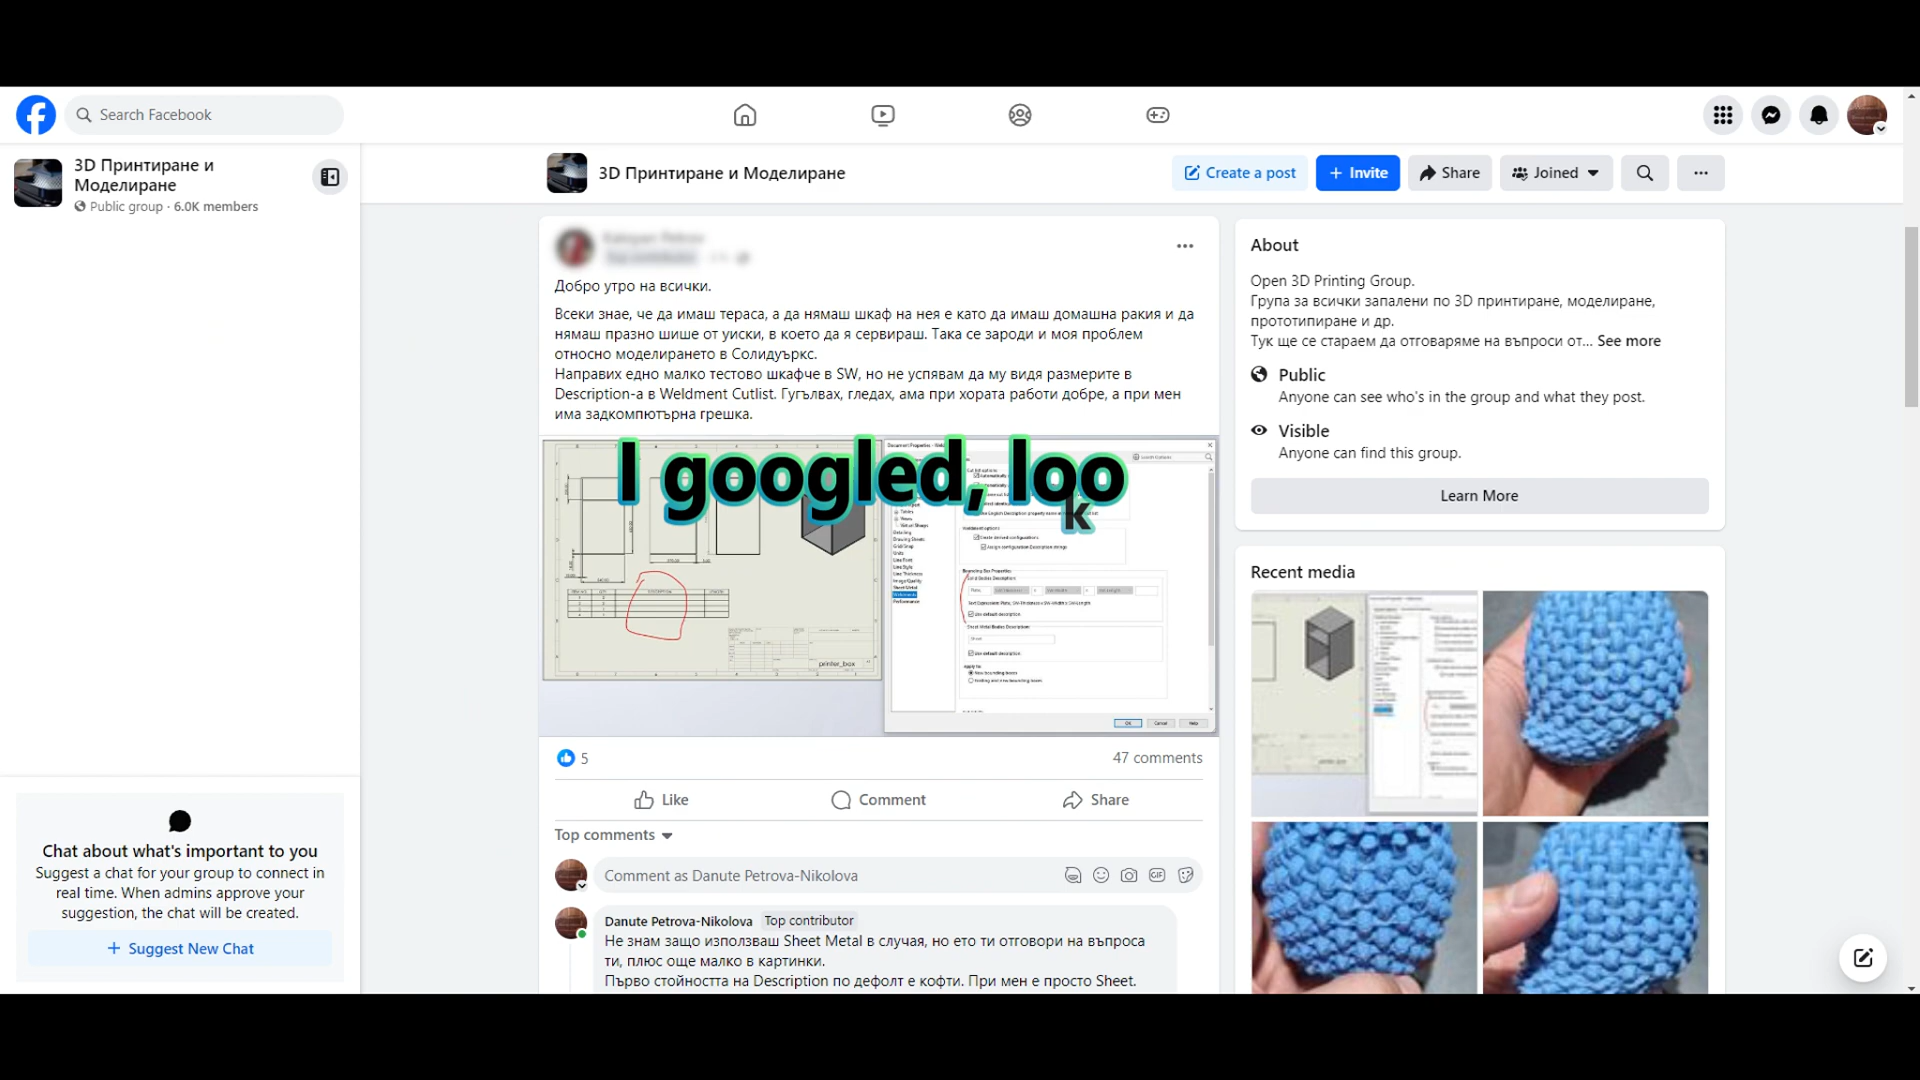 Search Facebook
3D Принтиране и
Моделиране
Public group · 6.0K members
3D Принтиране и Моделиране
Create a post
+ Invite
Share
Joined
Добро утро на всички.
Всеки знае, че да имаш тераса, а да нямаш шкаф на нея е като да имаш домашна ракия и да
нямаш празно шише от уиски, в което да я сервираш. Така се зароди и моя проблем
относно моделирането в Солидуъркс.
Направих едно малко тестово шкафче в SW, но не успявам да му видя размерите в
Description-a в Weldment Cutlist. Гугълвах, гледах, ама при хората работи добре, а при мен
има задкомпютърна грешка.
I googled, look
printer_box
OK
Cancel
Help
5
47 comments
Like
Comment
Share
Top comments
Comment as Danute Petrova-Nikolova
Danute Petrova-Nikolova
Top contributor
Не знам защо използваш Sheet Metal в случая, но ето ти отговори на въпроса
ти, плюс още малко в картинки.
Първо стойността на Description по дефолт е кофти. При мен е просто Sheet.
About
Open 3D Printing Group.
Група за всички запалени по 3D принтиране, моделиране,
прототипиране и др.
Тук ще се стараем да отговаряме на въпроси от... See more
Public
Anyone can see who's in the group and what they post.
Visible
Anyone can find this group.
Learn More
Recent media
Chat about what's important to you
Suggest a chat for your group to connect in
real time. When admins approve your
suggestion, the chat will be created.
+ Suggest New Chat